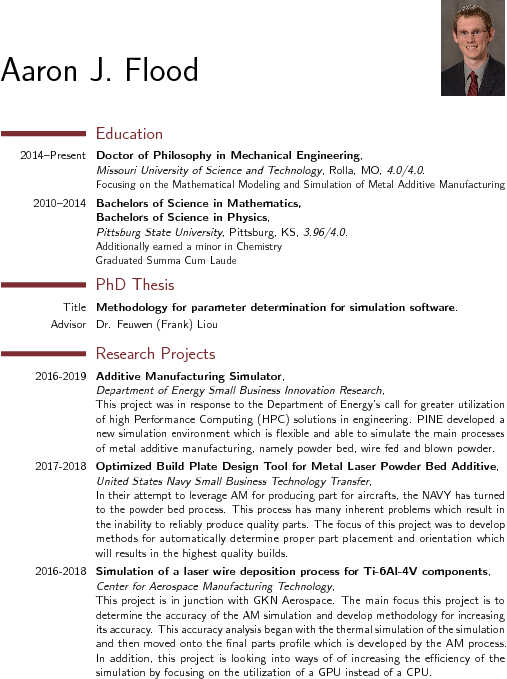 Aaron J. Flood
Education
2014–Present Doctor of Philosophy in Mechanical Engineering,
Missouri University of Science and Technology, Rolla, MO, 4.0/4.0.
Focusing on the Mathematical Modeling and Simulation of Metal Additive Manufacturing
2010–2014 Bachelors of Science in Mathematics,
Bachelors of Science in Physics,
Pittsburg State University, Pittsburg, KS, 3.96/4.0.
Additionally earned a minor in Chemistry
Graduated Summa Cum Laude
PhD Thesis
Title Methodology for parameter determination for simulation software.
Advisor Dr. Feuwen (Frank) Liou
Research Projects
2016-2019 Additive Manufacturing Simulator,
Department of Energy Small Business Innovation Research,
This project was in response to the Department of Energy's call for greater utilization
of high Performance Computing (HPC) solutions in engineering. PINE developed a
new simulation environment which is flexible and able to simulate the main processes
of metal additive manufacturing, namely powder bed, wire fed and blown powder.
2017-2018 Optimized Build Plate Design Tool for Metal Laser Powder Bed Additive,
United States Navy Small Business Technology Transfer,
In their attempt to leverage AM for producing part for aircrafts, the NAVY has turned
to the powder bed process. This process has many inherent problems which result in
the inability to reliably produce quality parts. The focus of this project was to develop
methods for automatically determine proper part placement and orientation which
will results in the highest quality builds.
2016-2018 Simulation of a laser wire deposition process for Ti-6Al-4V components,
Center for Aerospace Manufacturing Technology,
This project is in junction with GKN Aerospace. The main focus this project is to
determine the accuracy of the AM simulation and develop methodology for increasing
its accuracy. This accuracy analysis began with the thermal simulation of the simulation
and then moved onto the final parts profile which is developed by the AM process.
In addition, this project is looking into ways of of increasing the efficiency of the
simulation by focusing on the utilization of a GPU instead of a CPU.